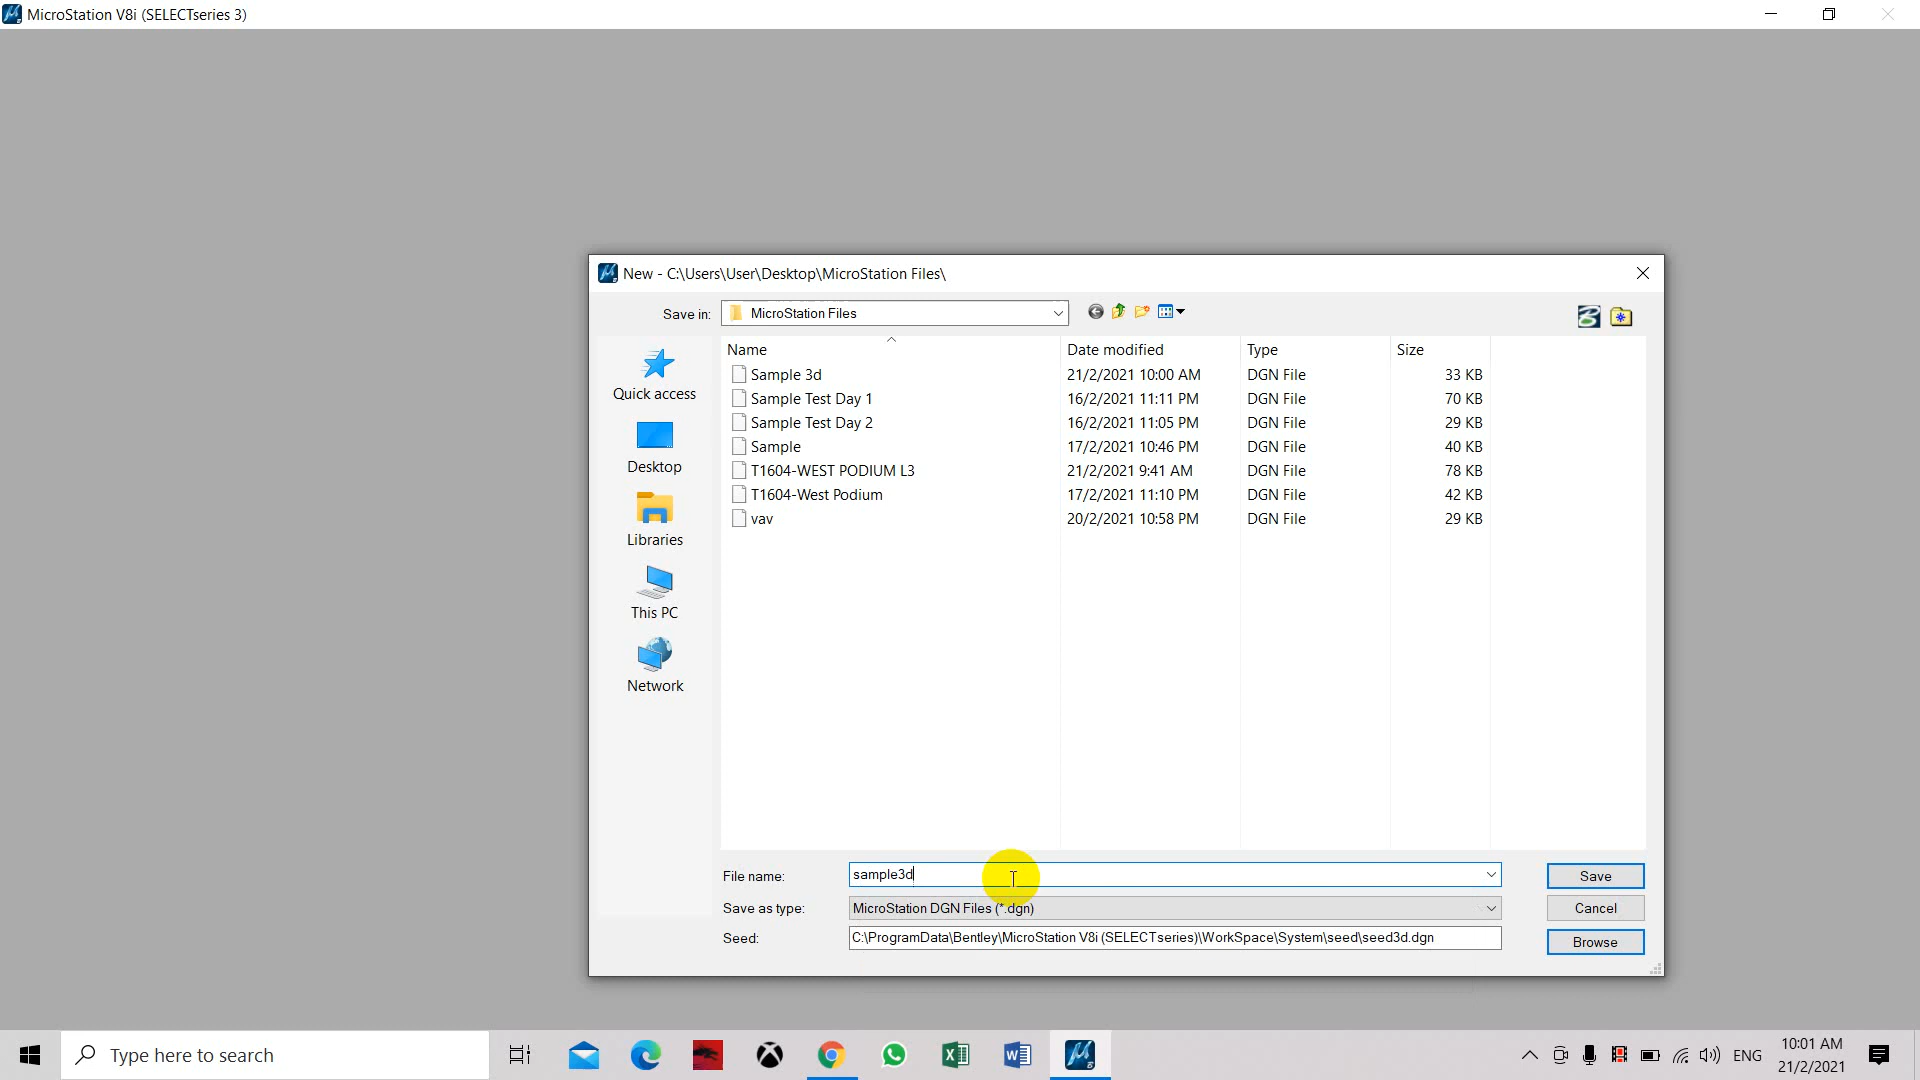 MicroStation V8i (SELECTseries 3)
New - C:\Users\User\Desktop\MicroStation Files\
Save in: MicroStation Files
Name Date modified Type Size
Sample 3d 21/2/2021 10:00 AM DGN File 33 KB
Sample Test Day 1 16/2/2021 11:11 PM DGN File 70 KB
Sample Test Day 2 16/2/2021 11:05 PM DGN File 29 KB
Sample 17/2/2021 10:46 PM DGN File 40 KB
T1604-WEST PODIUM L3 21/2/2021 9:41 AM DGN File 78 KB
T1604-West Podium 17/2/2021 11:10 PM DGN File 42 KB
vav 20/2/2021 10:58 PM DGN File 29 KB
Quick access
Desktop
Libraries
This PC
Network
File name: sample3d Save
Save as type: MicroStation DGN Files (*.dgn) Cancel
Seed: C:\ProgramData\Bentley\MicroStation V8i (SELECTseries)\WorkSpace\System\seed\seed3d.dgn Browse
Type here to search
ENG
10:01 AM
21/2/2021